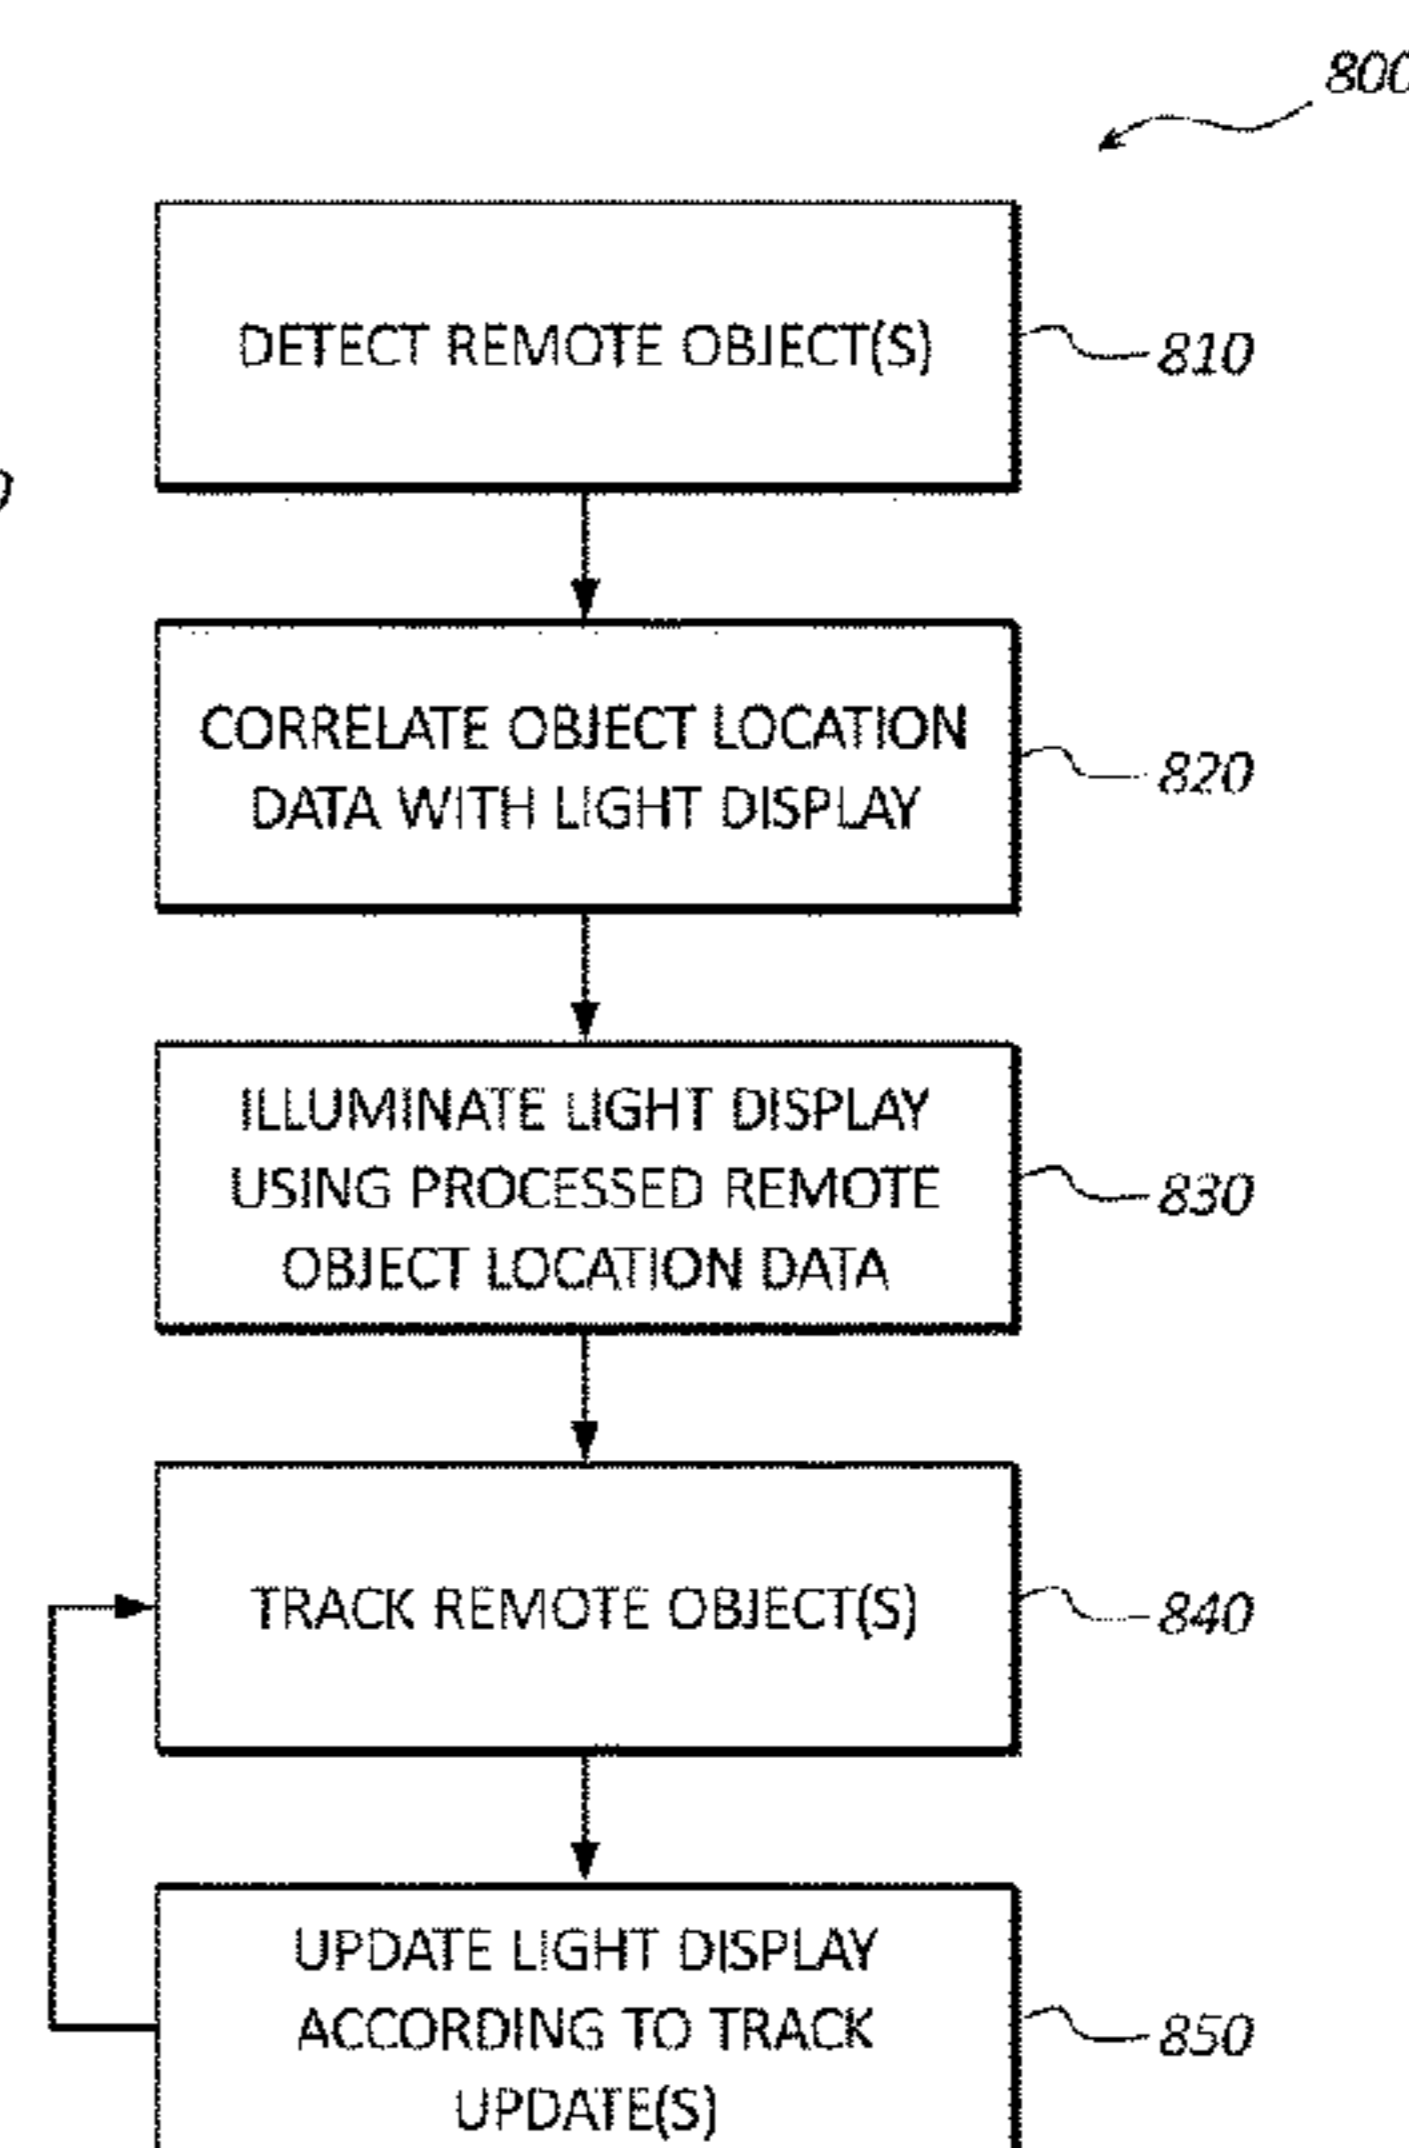 800
DETECT REMOTE OBJECT(S)
810
CORRELATE OBJECT LOCATION
DATA WITH LIGHT DISPLAY
820
ILLUMINATE LIGHT DISPLAY
USING PROCESSED REMOTE
OBJECT LOCATION DATA
830
TRACK REMOTE OBJECT(S)
840
UPDATE LIGHT DISPLAY
ACCORDING TO TRACK
UPDATE(S)
850